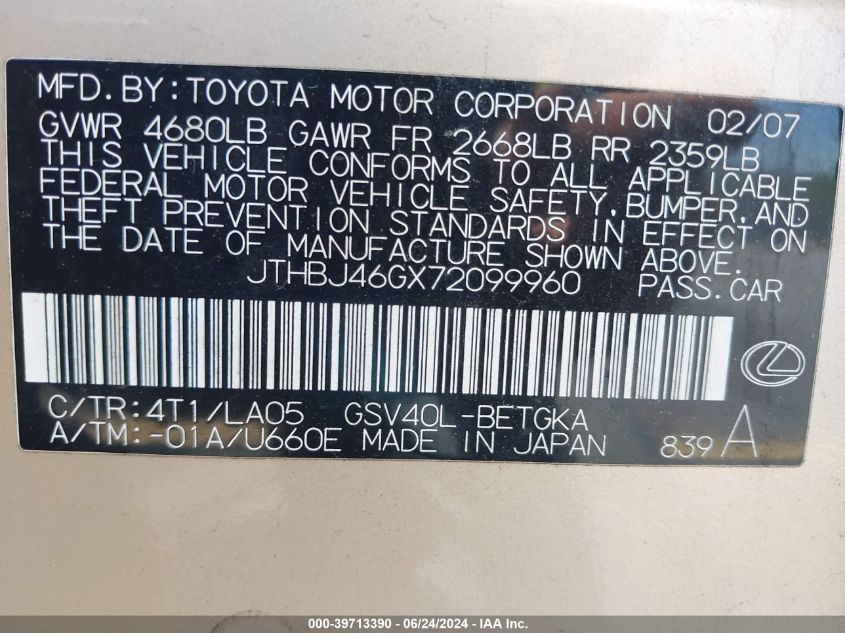 MFD. BY: TOYOTA MOTOR CORPORATION 02/07
GVWR 4680LB GAWR FR 2668LB RR 2359LB
THIS VEHICLE CONFORMS TO ALL APPLICABLE
FEDERAL MOTOR VEHICLE SAFETY, BUMPER, AND
THEFT PREVENTION STANDARDS IN EFFECT ON
THE DATE OF MANUFACTURE SHOWN ABOVE.
JTHBJ46GX72099960 PASS. CAR
C/TR: 4T1/LA05 GSV40L-BETGKA
A/TM: -01A/U660E MADE IN JAPAN 839 A
000-39713390 - 06/24/2024 - IAA Inc.